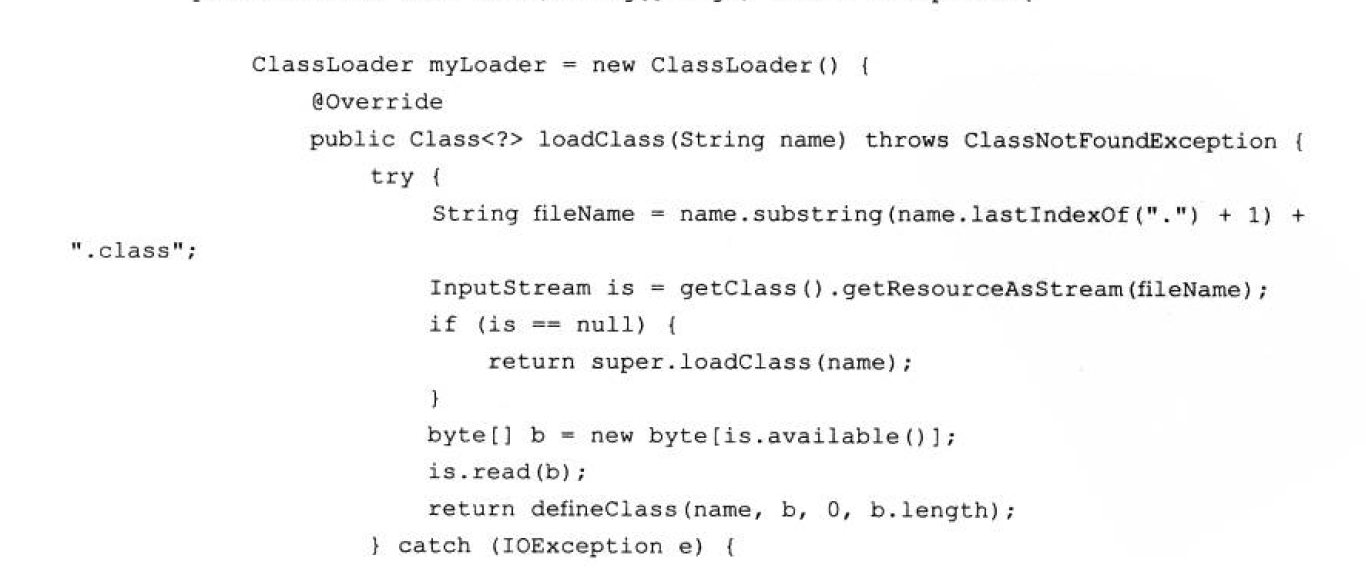 ClassLoader myLoader = new ClassLoader() {
@Override
public Class<?> loadClass(String name) throws ClassNotFoundException {
try {
String fileName = name.substring(name.lastIndexOf(".") + 1) +
".class";
InputStream is = getClass().getResourceAsStream(fileName);
if (is == null) {
return super.loadClass(name);
}
byte[] b = new byte[is.available()];
is.read(b);
return defineClass(name, b, 0, b.length);
} catch (IOException e) {